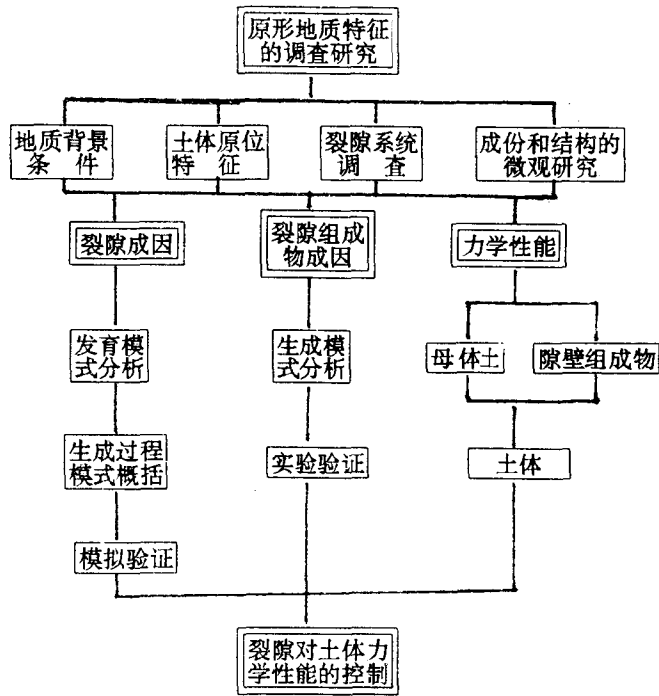 原形地质特征
的调查研究
地质背景
条 件
土体原位
特 征
裂隙系统
调 查
成份和结构的
微观研究
裂隙成因
裂隙组成
物成因
力学性能
发育模
式分析
生成模
式分析
母体土
隙壁组成物
生成过程
模式概括
实验验证
土体
模拟验证
裂隙对土体力
学性能的控制